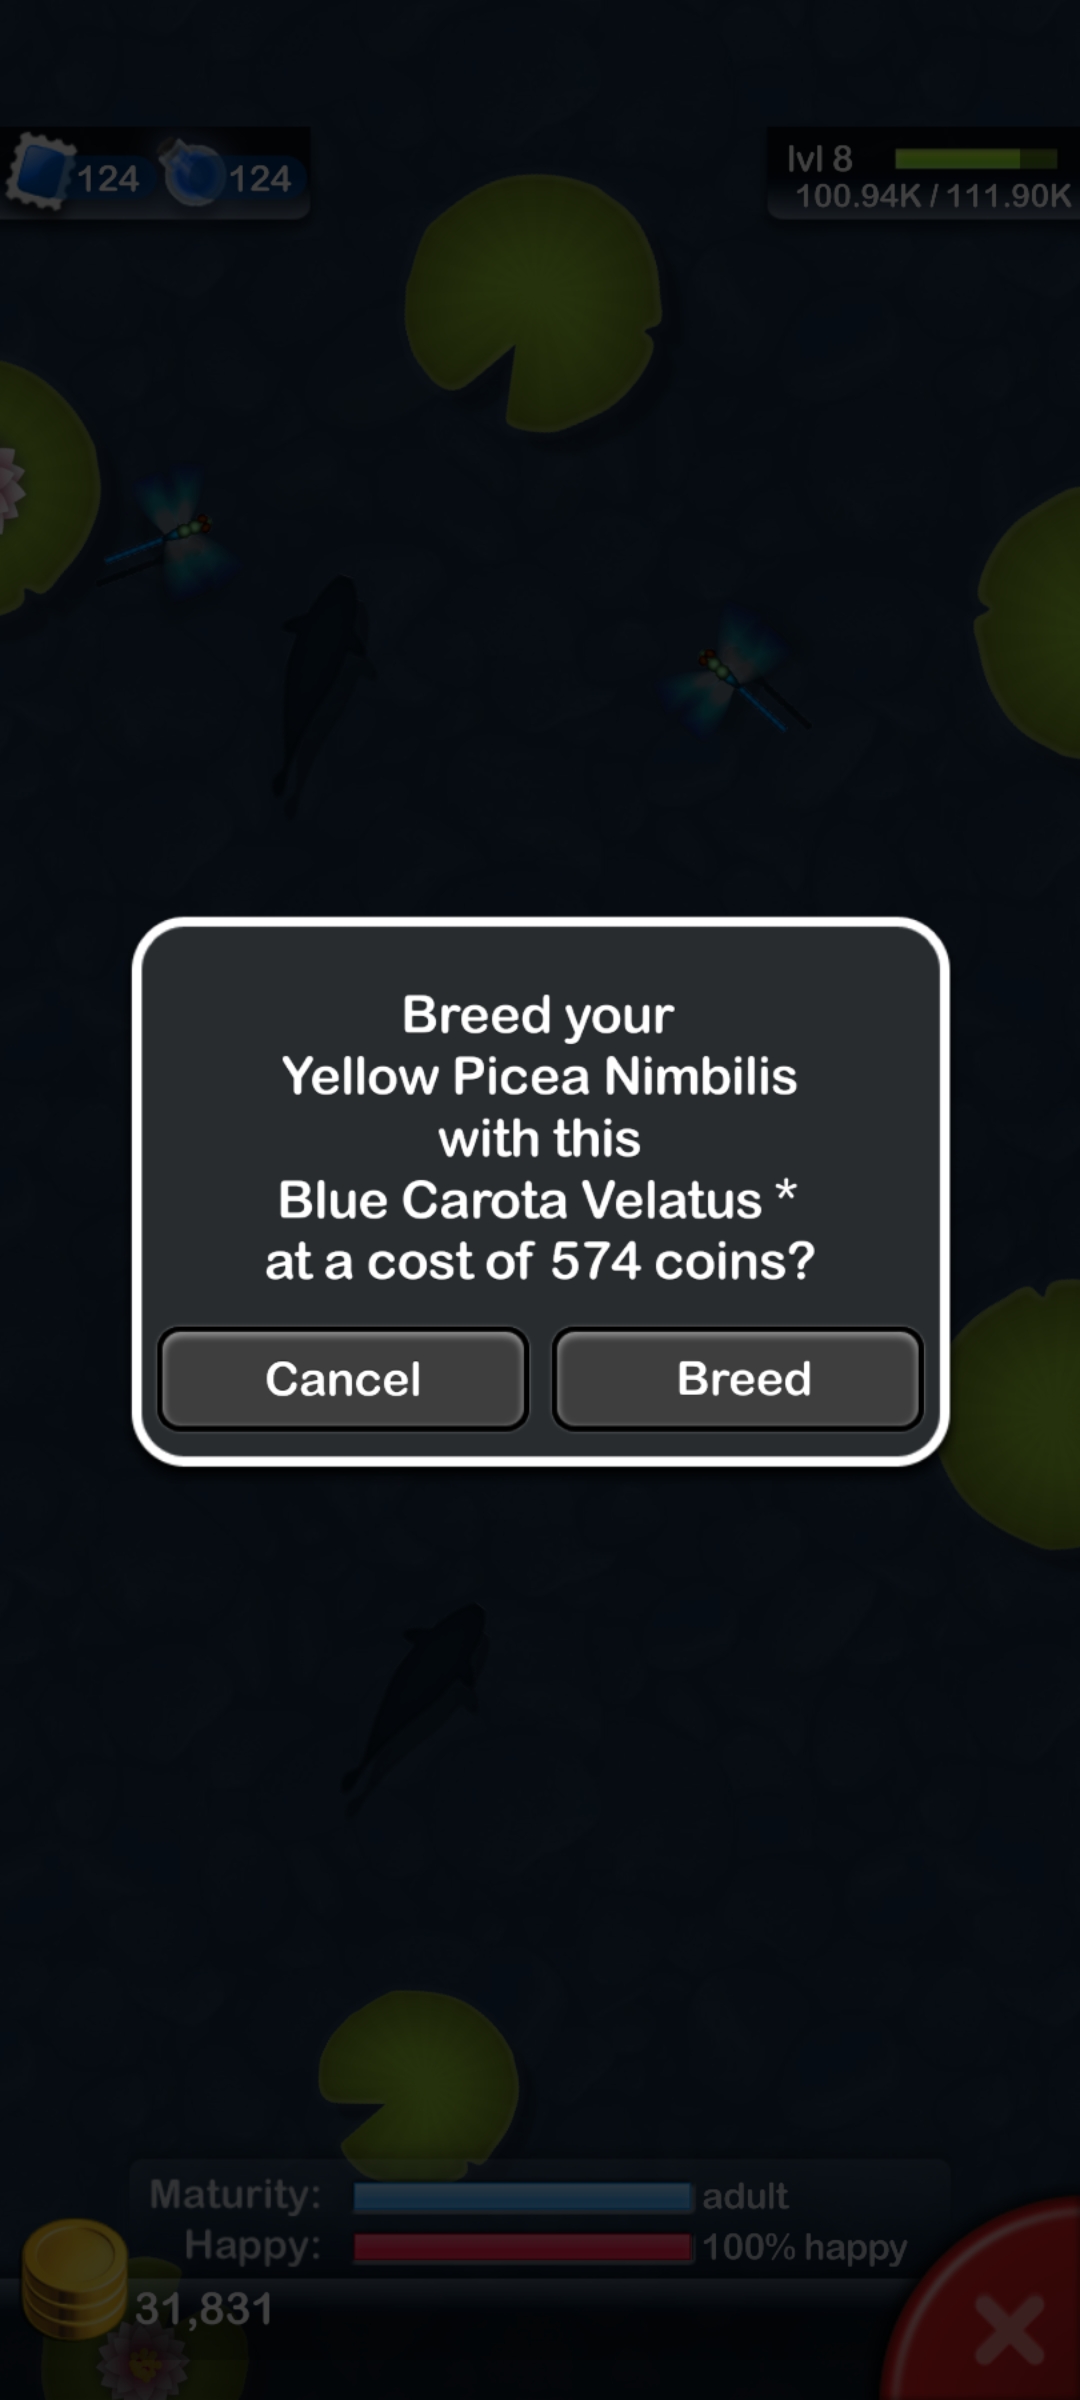 124 124
lvl 8
100.94K / 111.90K
Breed your
Yellow Picea Nimbilis
with this
Blue Carota Velatus *
at a cost of 574 coins?
Cancel Breed
Maturity: adult
Happy: 100% happy
31,831